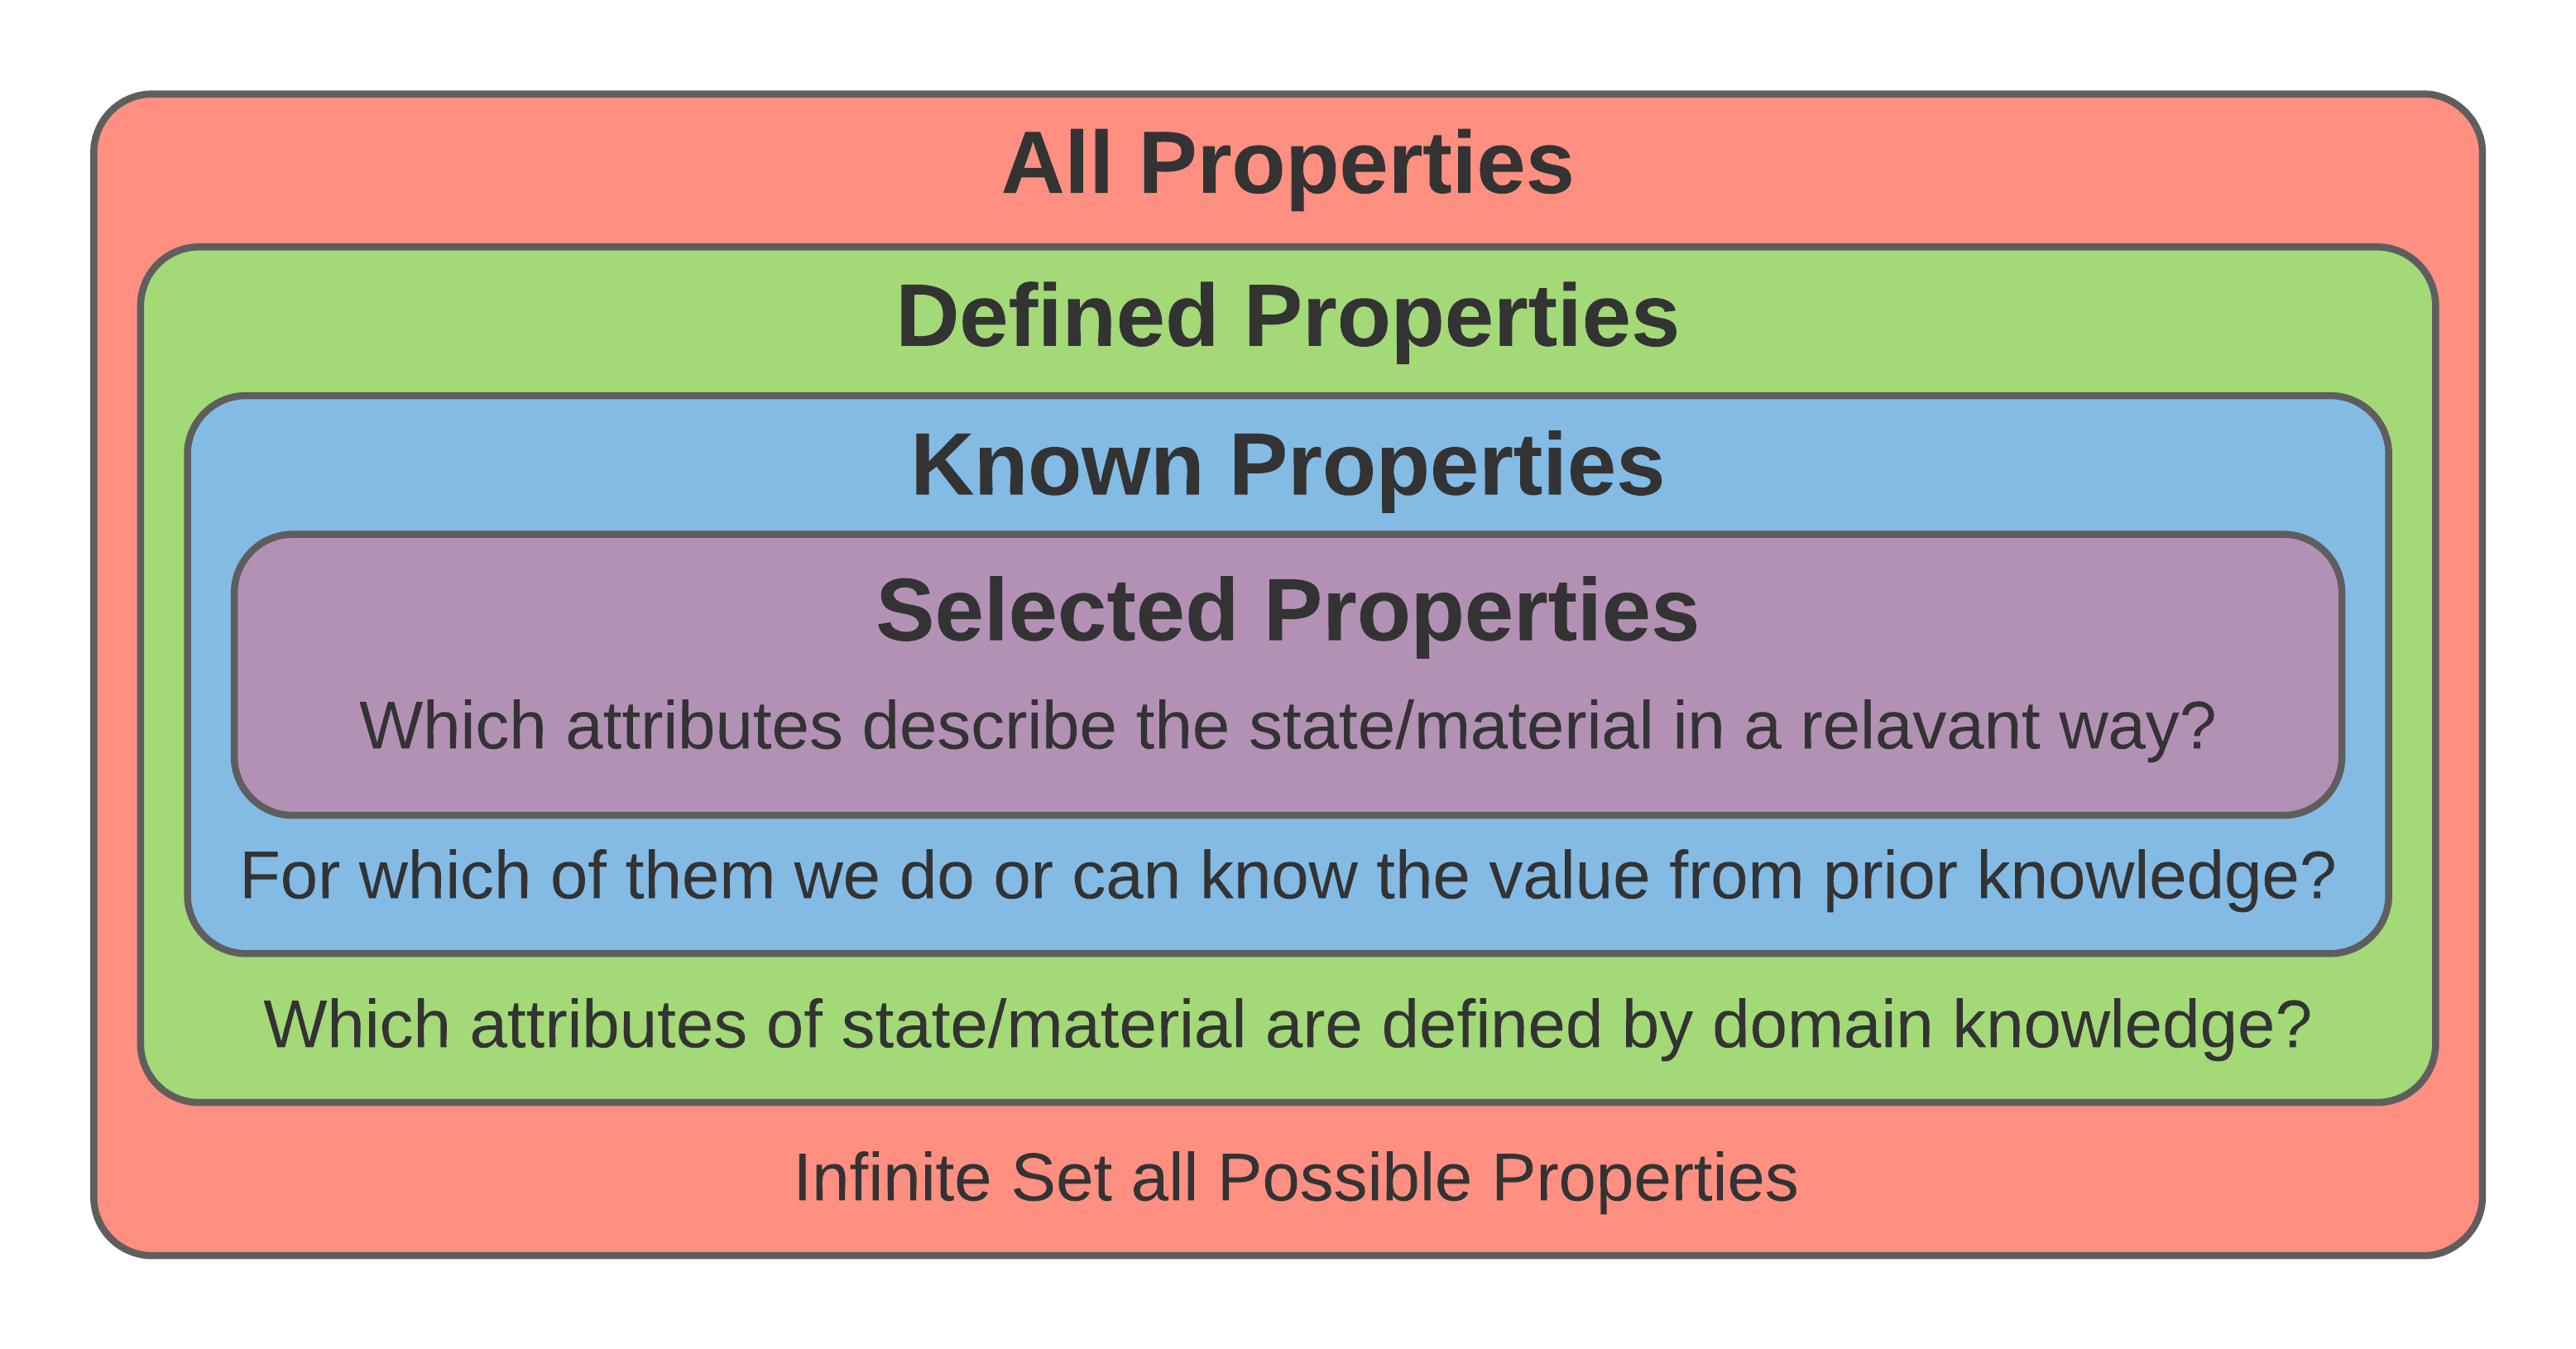 All Properties
Defined Properties
Known Properties
Selected Properties
Which attributes describe the state/material in a relavant way?
For which of them we do or can know the value from prior knowledge?
Which attributes of state/material are defined by domain knowledge?
Infinite Set all Possible Properties